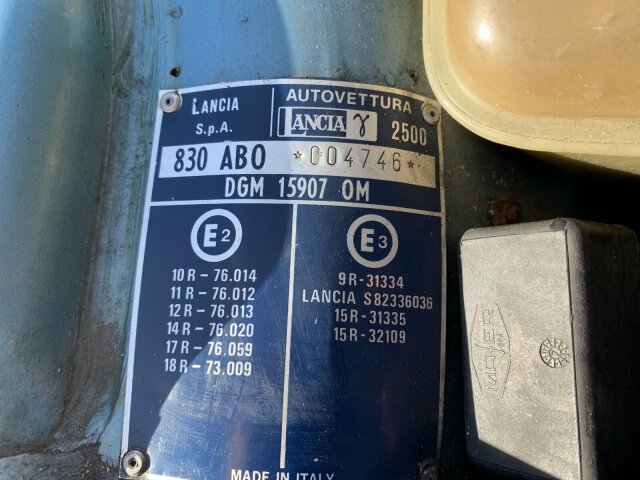 LANCIA
S.p.A.
AUTOVETTURA
LANCIA γ 2500
830 ABO *004746*
DGM 15907 OM
E2
10 R - 76.014
11 R - 76.012
12 R - 76.013
14 R - 76.020
17 R - 76.059
18 R - 73.009
E3
9R-31334
LANCIA S82336036
15R-31335
15R-32109
MADE IN ITALY
MAIER